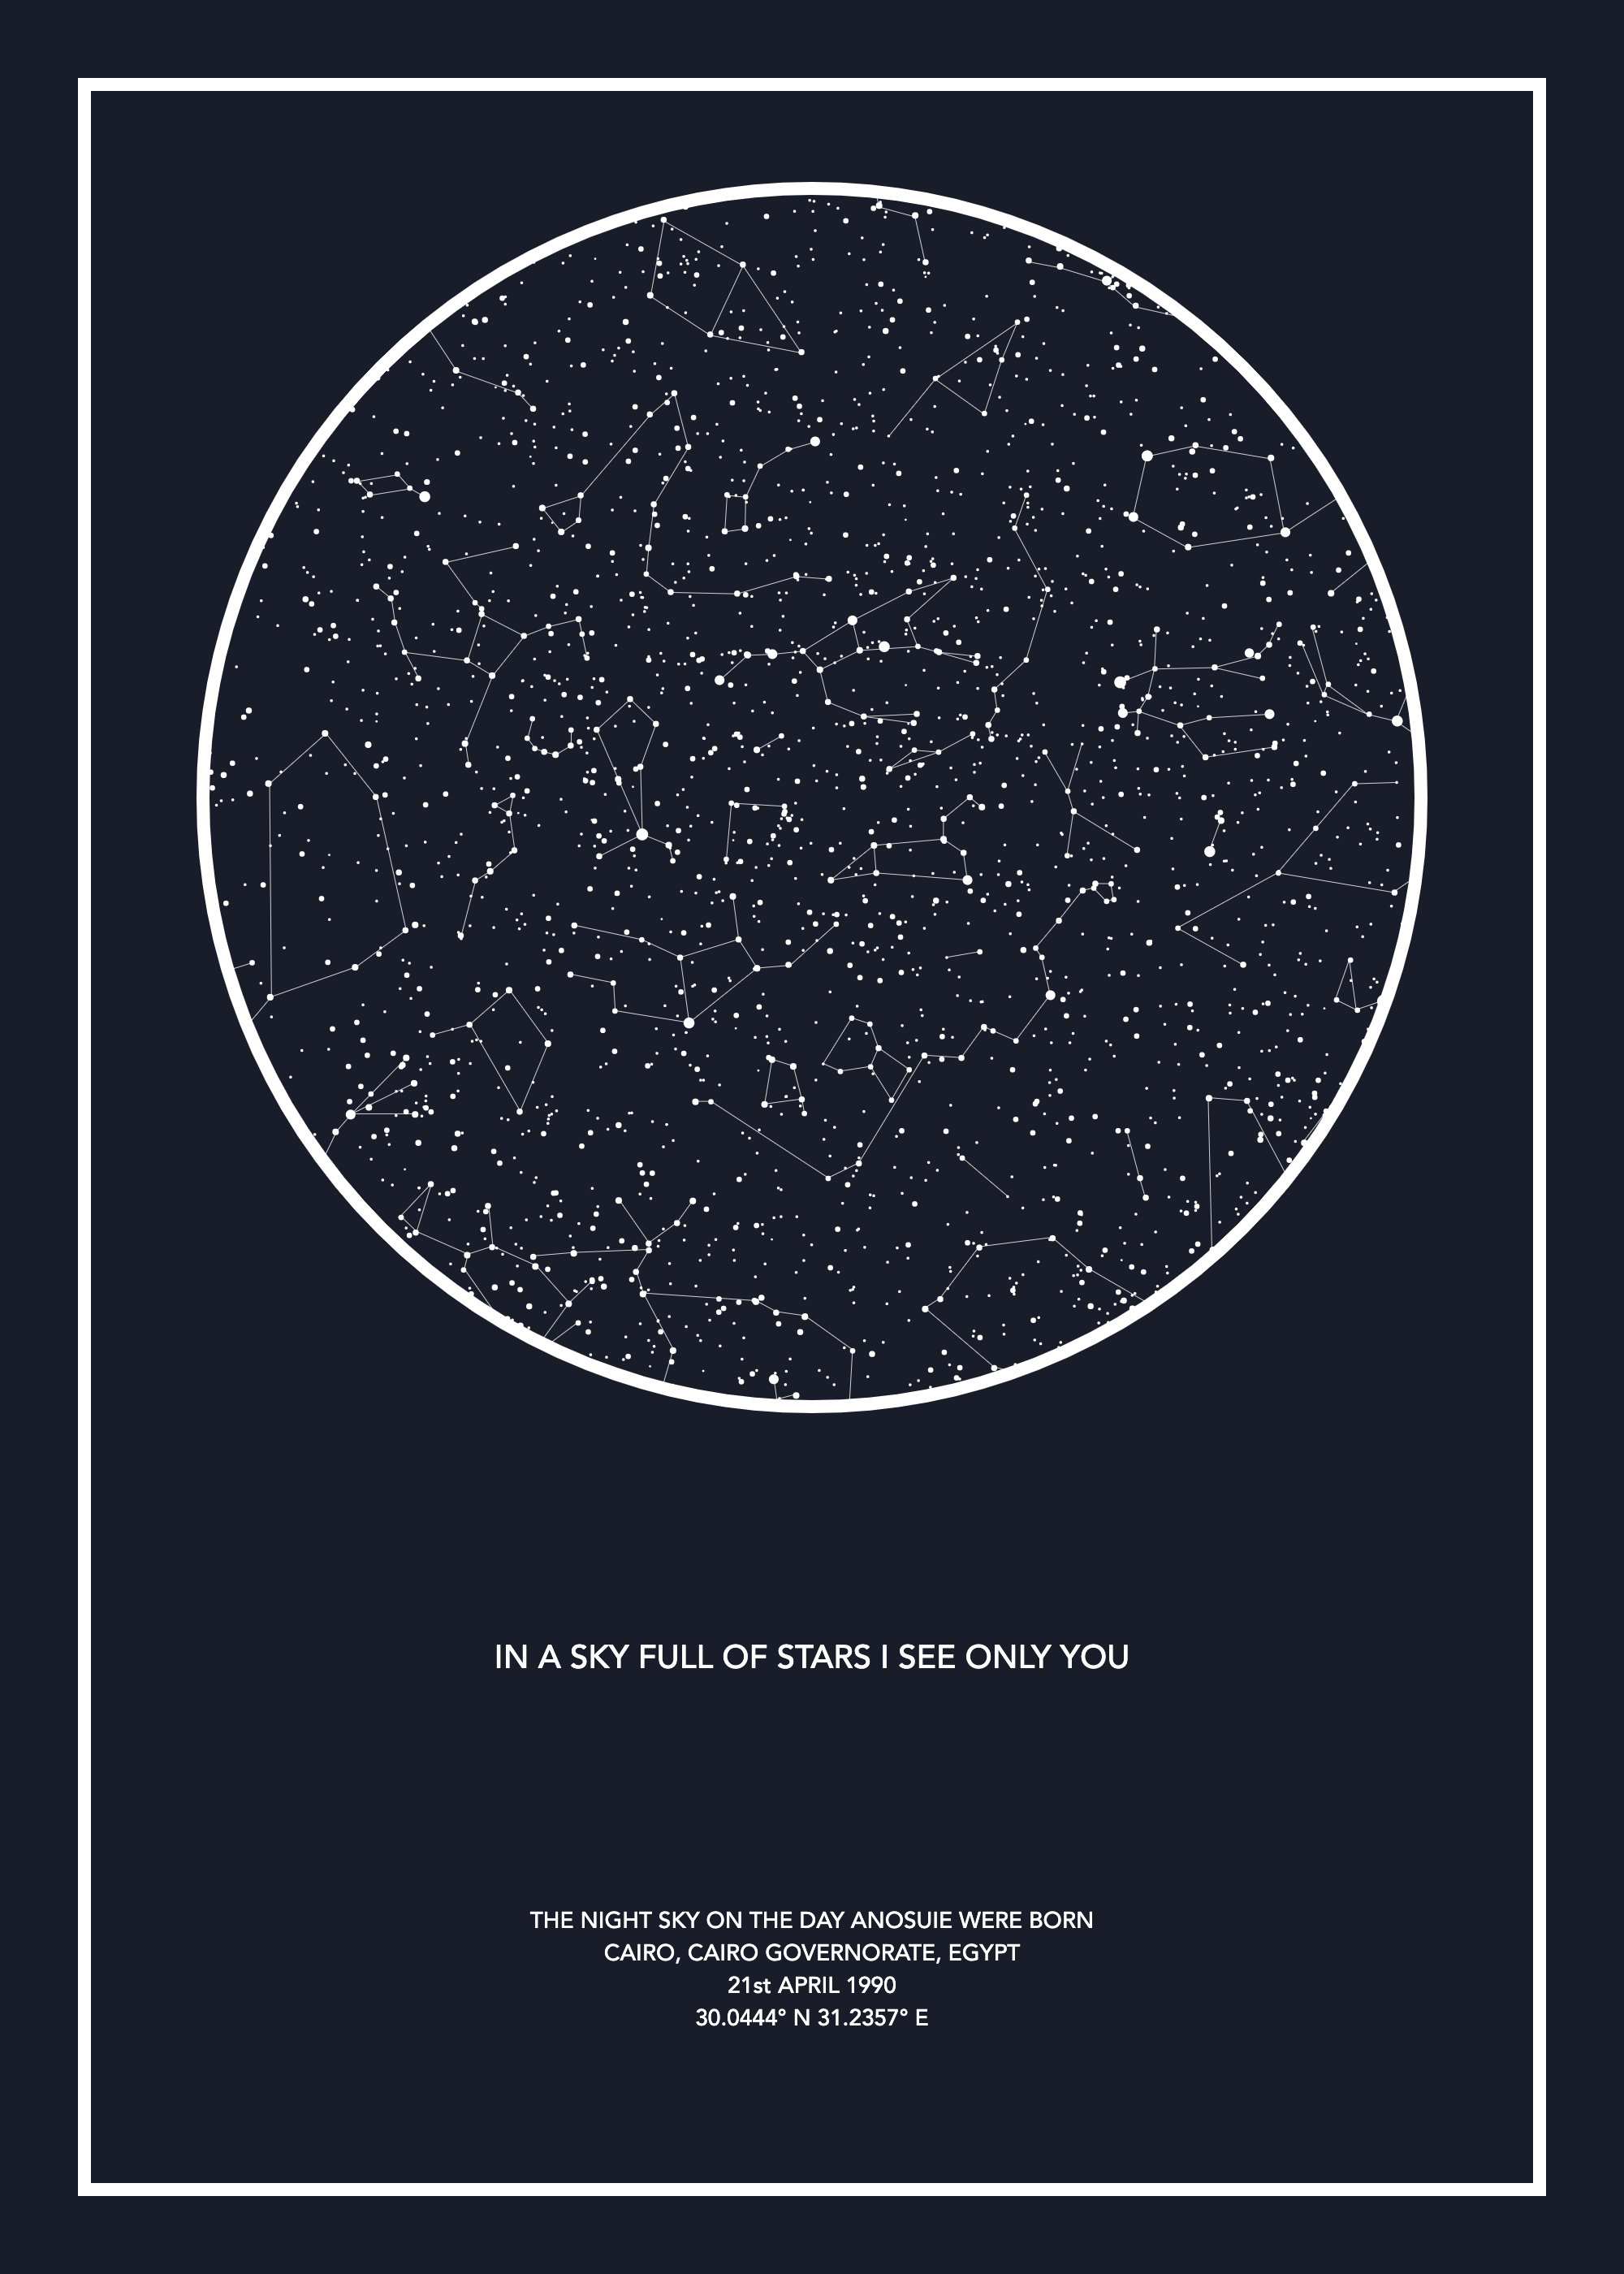 IN A SKY FULL OF STARS I SEE ONLY YOU
THE NIGHT SKY ON THE DAY ANOSUIE WERE BORN
CAIRO, CAIRO GOVERNORATE, EGYPT
21st APRIL 1990
30.0444° N 31.2357° E